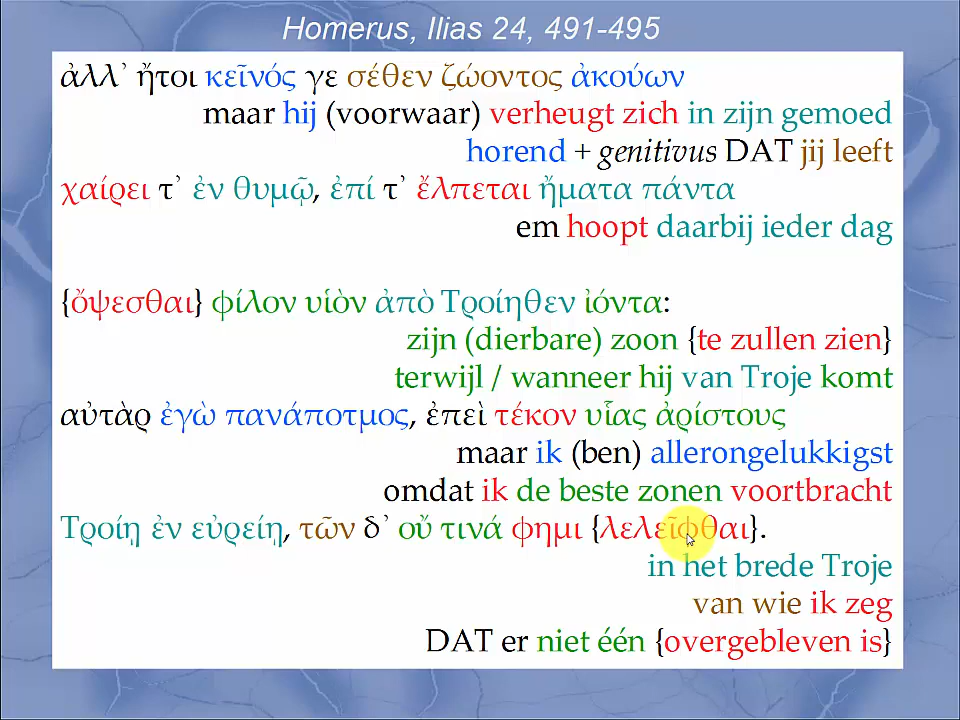 Homerus, Ilias 24, 491-495
ἀλλ᾽ ἤτοι κεῖνός γε σέθεν ζώοντος ἀκούων
maar hij (voorwaar) verheugt zich in zijn gemoed
horend + genitivus DAT jij leeft
χαίρει τ᾽ ἐν θυμῷ, ἐπί τ᾽ ἔλπεται ἤματα πάντα
em hoopt daarbij ieder dag
{ὄψεσθαι} φίλον υἱὸν ἀπὸ Τροίηθεν ἰόντα:
zijn (dierbare) zoon {te zullen zien}
terwijl / wanneer hij van Troje komt
αὐτὰρ ἐγὼ πανάποτμος, ἐπεὶ τέκον υἷας ἀρίστους
maar ik (ben) allerongelukkigst
omdat ik de beste zonen voortbracht
Τροίῃ ἐν εὐρείῃ, τῶν δ᾽ οὔ τινά φημι {λελεῖφθαι}.
in het brede Troje
van wie ik zeg
DAT er niet één {overgebleven is}